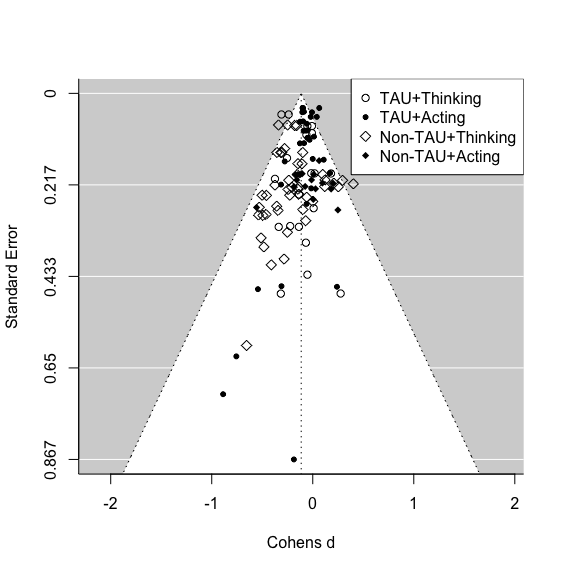 TAU+Thinking
TAU+Acting
Non-TAU+Thinking
Non-TAU+Acting
Standard Error
0
0.217
0.433
0.65
0.867
-2
-1
0
1
2
Cohens d